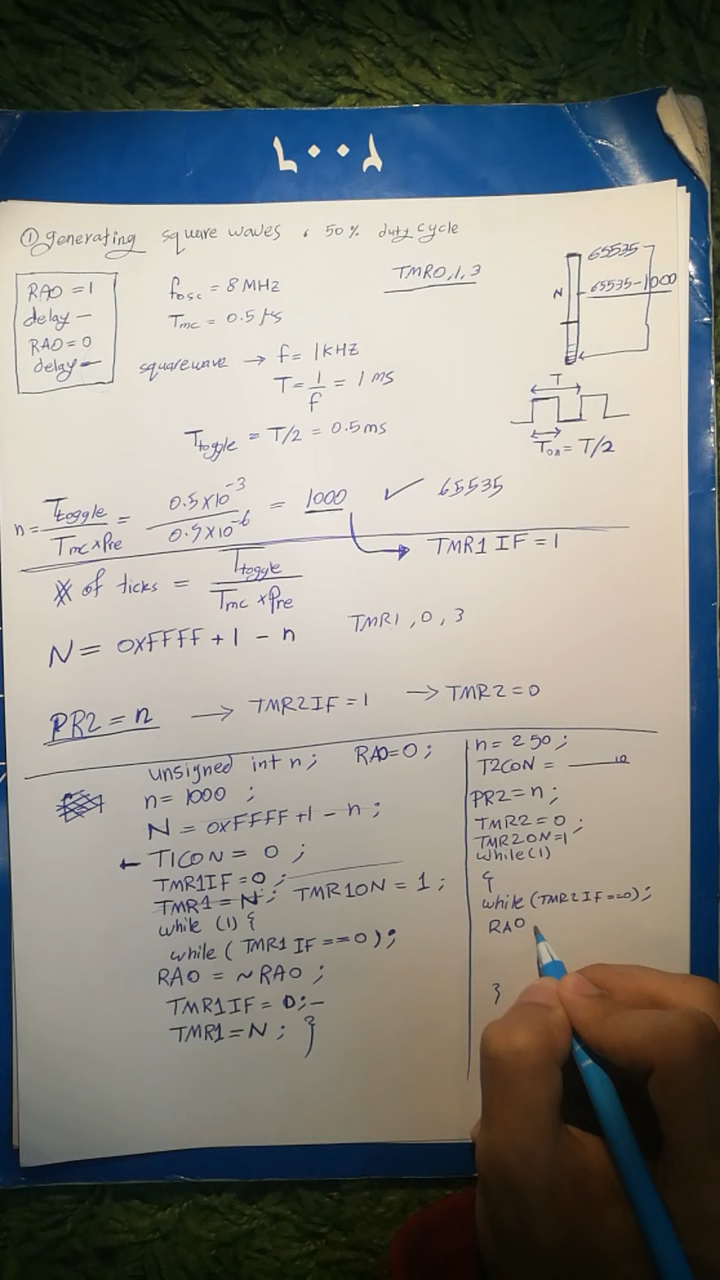 ① generating square waves, 50% duty cycle
RA0 = 1
delay —
RA0 = 0
delay —
fosc = 8 MHz
Tmc = 0.5 μs
TMR0,1,3
squarewave → f = 1KHz
T = 1/f = 1 ms
Ttoggle = T/2 = 0.5ms
65535
N
65535-1000
T
Ton = T/2
n = Ttoggle / Tmc x Pre = 0.5x10^-3 / 0.5x10^-6 = 1000 ✓ 65535
TMR1 IF = 1
# of ticks = Ttoggle / Tmc x Pre
N = 0xFFFF + 1 - n
TMR1, 0, 3
PR2 = n → TMR2IF = 1 → TMR2 = 0
unsigned int n; RA0=0;
n = 1000 ;
N = 0xFFFF +1 - n ;
← T1CON = 0 ;
TMR1IF = 0 ;
TMR1 = N ; TMR1ON = 1 ;
while (1) {
while ( TMR1 IF == 0 ) ;
RA0 = ~ RA0 ;
TMR1IF = 0 ; —
TMR1 = N ; }
n = 250 ;
T2CON =
PR2 = n ;
TMR2 = 0 ;
TMR2ON=1;
while(1)
{
while (TMR2IF ==0) ;
RA0
}